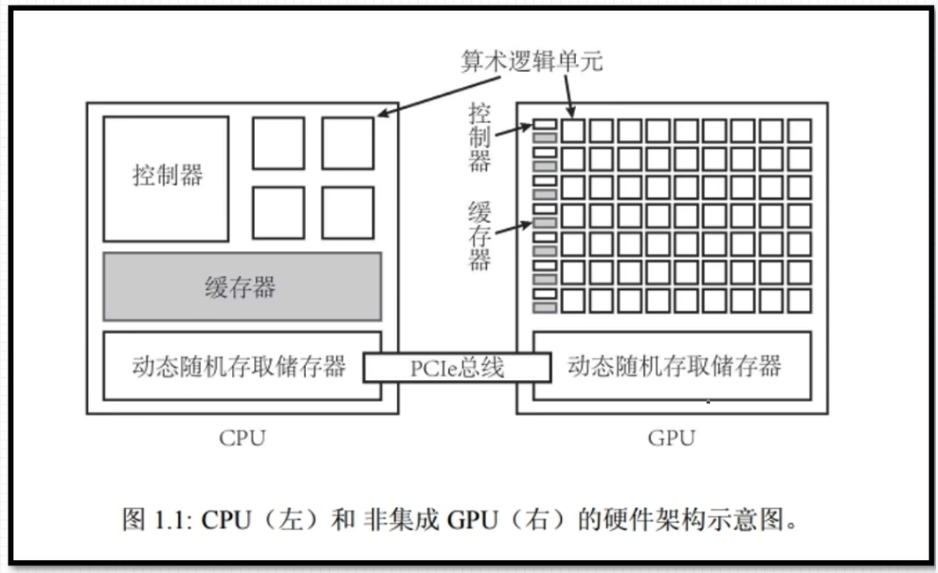 算术逻辑单元
控制器
缓存器
动态随机存取储存器
CPU
PCIe总线
控制器
缓存器
动态随机存取储存器
GPU
图 1.1: CPU（左）和 非集成 GPU（右）的硬件架构示意图。